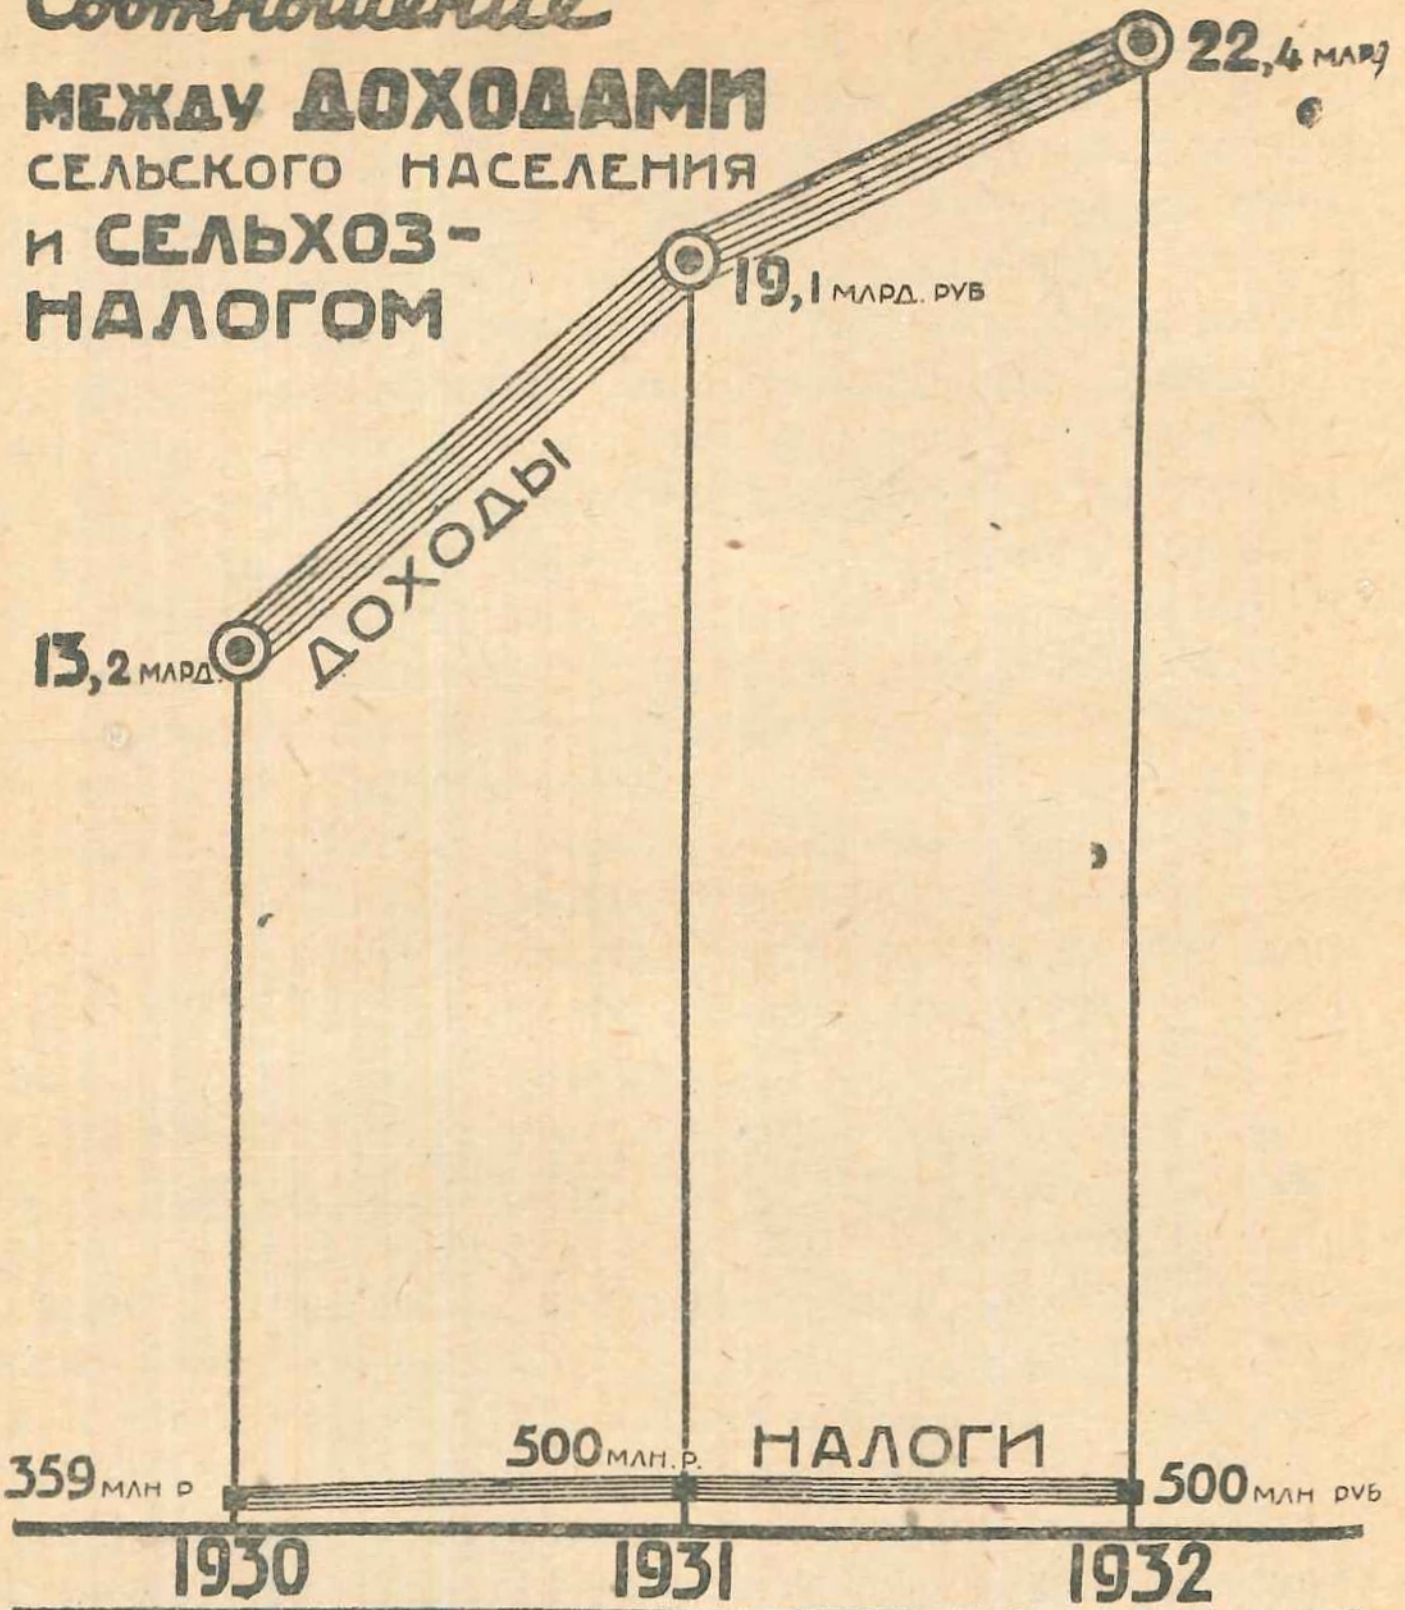 Соотношение
МЕЖДУ ДОХОДАМИ
СЕЛЬСКОГО НАСЕЛЕНИЯ
И СЕЛЬХОЗ-
НАЛОГОМ
22,4 МЛРД
19,1 МЛРД. РУБ
ДОХОДЫ
13,2 МЛРД.
500 МЛН. Р. НАЛОГИ
359 МЛН Р
500 МЛН РУБ
1930 1931 1932